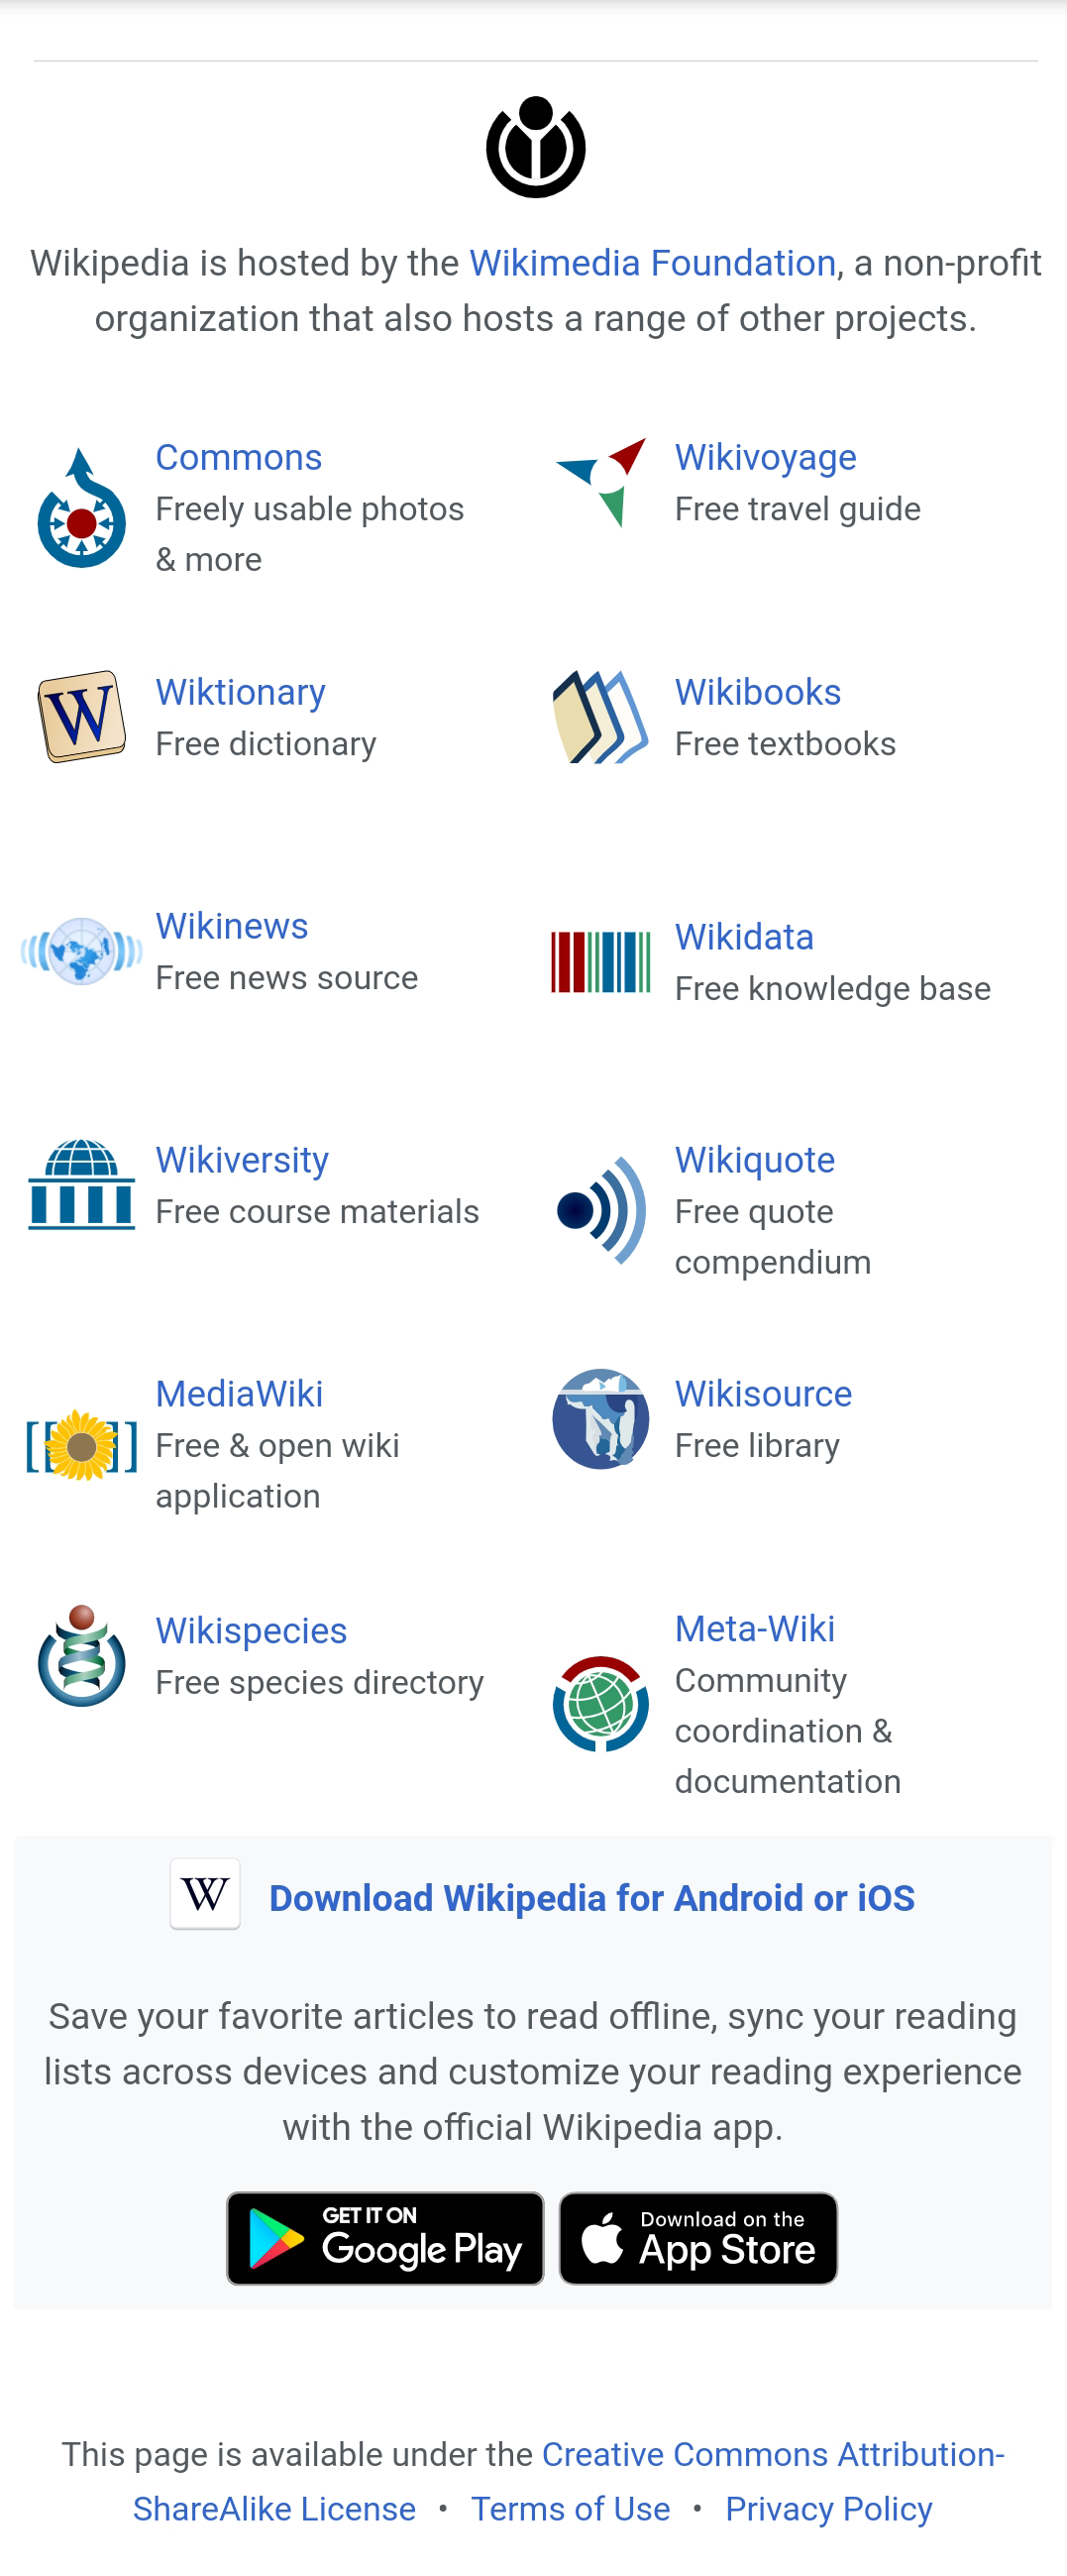 Wikipedia is hosted by the Wikimedia Foundation, a non-profit
organization that also hosts a range of other projects.
Commons
Freely usable photos
& more
Wikivoyage
Free travel guide
W
Wiktionary
Free dictionary
Wikibooks
Free textbooks
Wikinews
Free news source
Wikidata
Free knowledge base
Wikiversity
Free course materials
Wikiquote
Free quote
compendium
MediaWiki
Free & open wiki
application
Wikisource
Free library
Wikispecies
Free species directory
Meta-Wiki
Community
coordination &
documentation
W
Download Wikipedia for Android or iOS
Save your favorite articles to read offline, sync your reading
lists across devices and customize your reading experience
with the official Wikipedia app.
GET IT ON
Google Play
Download on the
App Store
This page is available under the Creative Commons Attribution-
ShareAlike License • Terms of Use • Privacy Policy